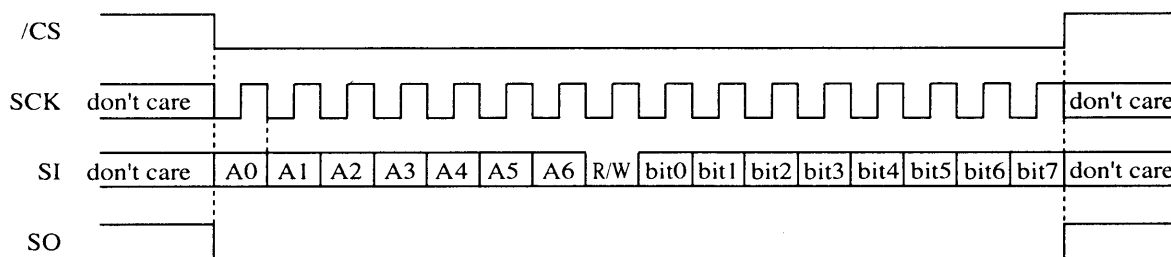 /CS
SCK don't care don't care
SI don't care A0 A1 A2 A3 A4 A5 A6 R/W bit0 bit1 bit2 bit3 bit4 bit5 bit6 bit7 don't care
SO